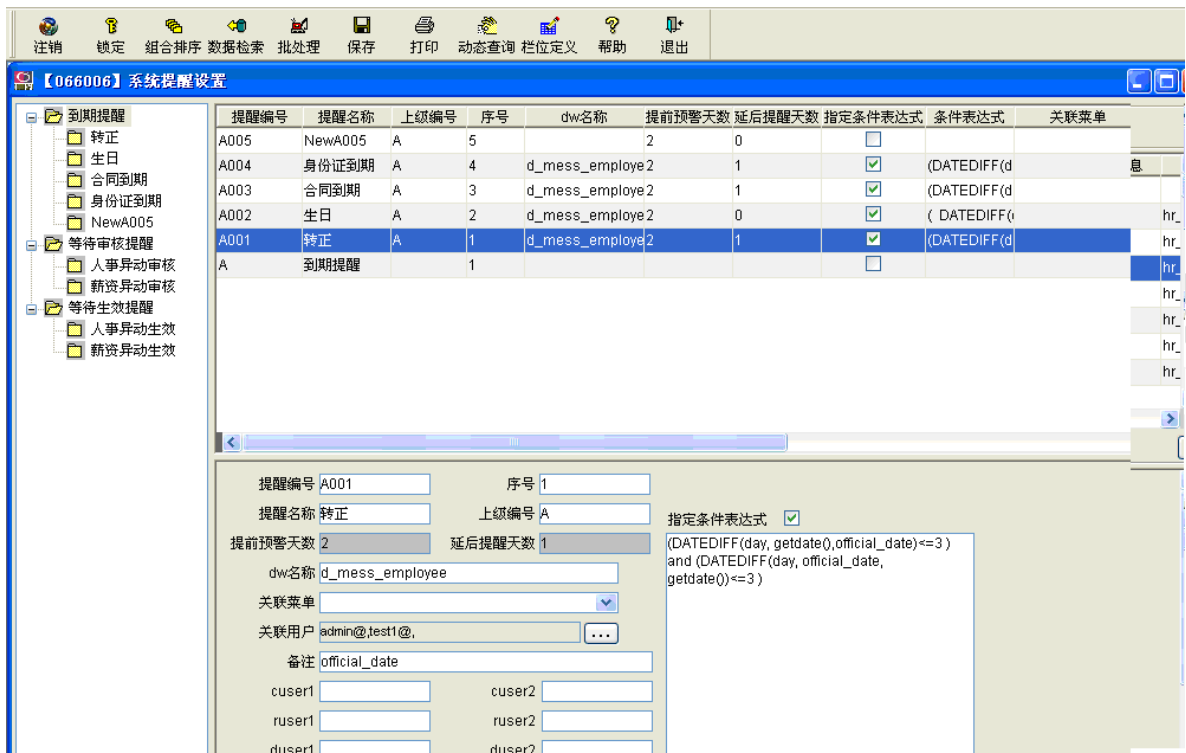 注销 锁定 组合排序 数据检索 批处理 保存 打印 动态查询 栏位定义 帮助 退出
【066006】系统提醒设置
到期提醒
转正
生日
合同到期
身份证到期
NewA005
等待审核提醒
人事异动审核
薪资异动审核
等待生效提醒
人事异动生效
薪资异动生效
提醒编号 提醒名称 上级编号 序号 dw名称 提前预警天数 延后提醒天数 指定条件表达式 条件表达式 关联菜单
A005 NewA005 A 5 2 0
A004 身份证到期 A 4 d_mess_employe 2 1 (DATEDIFF(d
A003 合同到期 A 3 d_mess_employe 2 1 (DATEDIFF(d
A002 生日 A 2 d_mess_employe 2 0 ( DATEDIFF(
A001 转正 A 1 d_mess_employe 2 1 (DATEDIFF(d
A 到期提醒 1
息
hr_
hr_
hr_
hr_
hr_
hr_
hr_
提醒编号 A001 序号 1
提醒名称 转正 上级编号 A
提前预警天数 2 延后提醒天数 1
dw名称 d_mess_employee
关联菜单
关联用户 admin@,test1@, ...
备注 official_date
cuser1 cuser2
ruser1 ruser2
duser1 duser2
指定条件表达式
(DATEDIFF(day, getdate(),official_date)<=3 )
and (DATEDIFF(day, official_date,
getdate())<=3 )